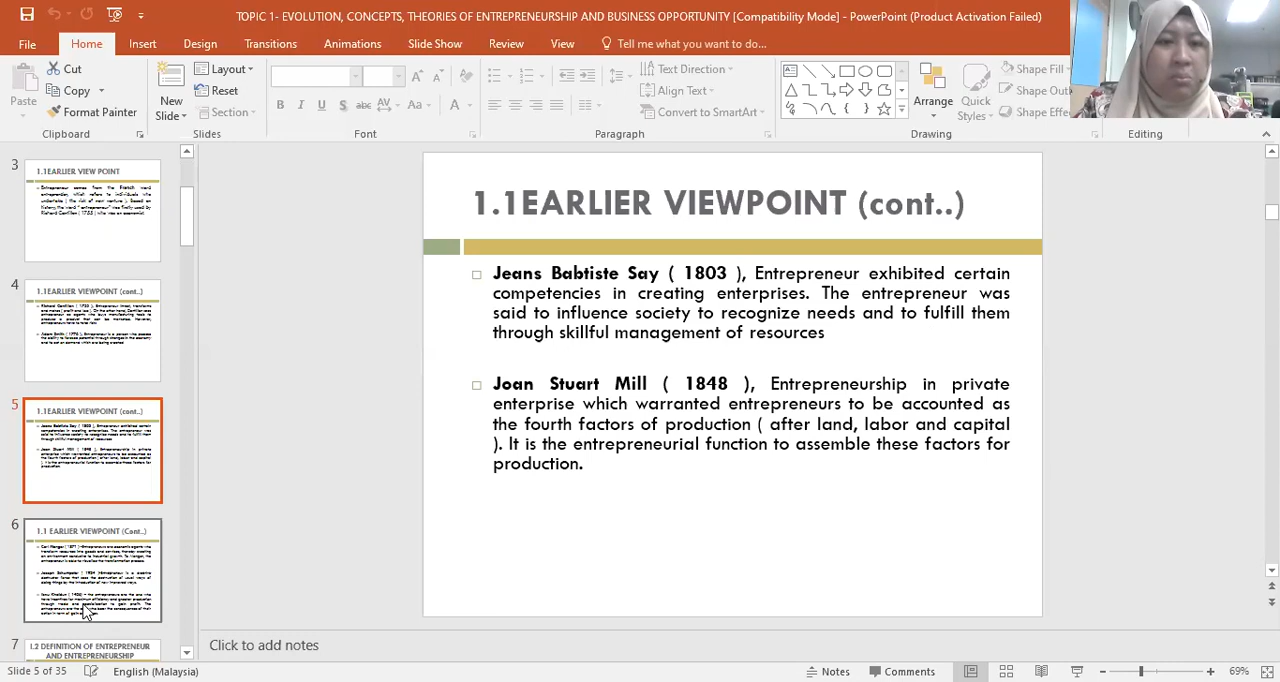 TOPIC 1- EVOLUTION, CONCEPTS, THEORIES OF ENTREPRENEURSHIP AND BUSINESS OPPORTUNITY [Compatibility Mode] - PowerPoint (Product Activation Failed)
File Home Insert Design Transitions Animations Slide Show Review View Tell me what you want to do...
Paste Cut Copy Format Painter
New Slide Layout Reset Section
B I U S abc AV Aa A
Text Direction Align Text Convert to SmartArt
Arrange Quick Styles Shape Fill Shape Out Shape Effe
Clipboard Slides Font Paragraph Drawing Editing
3
1.1EARLIER VIEW POINT
4
1.1EARLIER VIEWPOINT (cont..)
5
1.1EARLIER VIEWPOINT (cont..)
6
1.1 EARLIER VIEWPOINT (Cont..)
7
1.2 DEFINITION OF ENTREPRENEUR
AND ENTREPRENEURSHIP
1.1EARLIER VIEWPOINT (cont..)
Jeans Babtiste Say ( 1803 ), Entrepreneur exhibited certain
competencies in creating enterprises. The entrepreneur was
said to influence society to recognize needs and to fulfill them
through skillful management of resources
Joan Stuart Mill ( 1848 ), Entrepreneurship in private
enterprise which warranted entrepreneurs to be accounted as
the fourth factors of production ( after land, labor and capital
). It is the entrepreneurial function to assemble these factors for
production.
Click to add notes
Slide 5 of 35 English (Malaysia) Notes Comments 69%